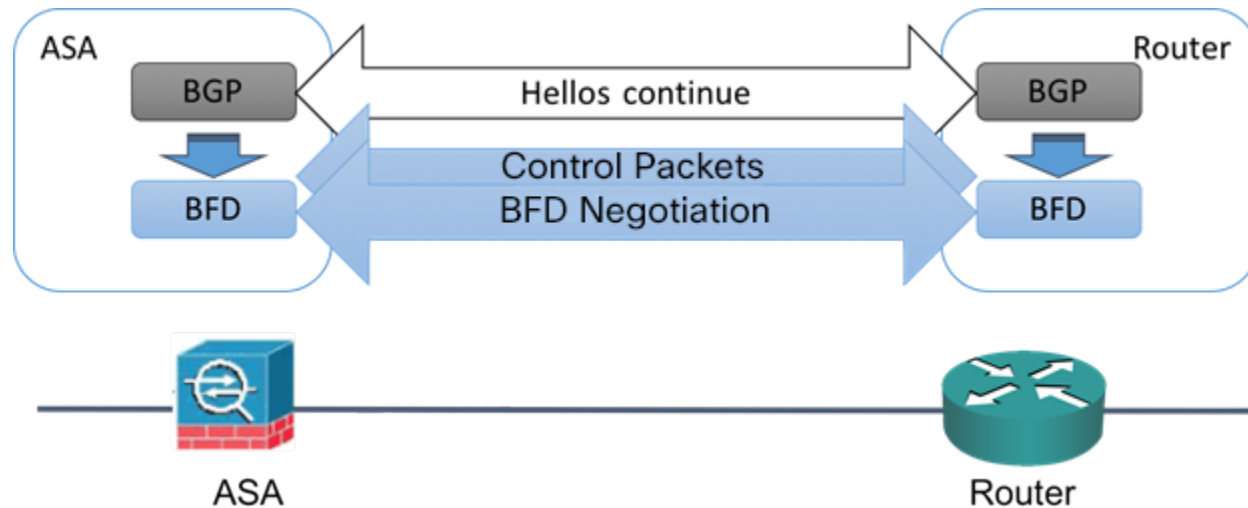 ASA
Router
BGP
Hellos continue
BGP
Control Packets
BFD
BFD Negotiation
BFD
ASA
Router